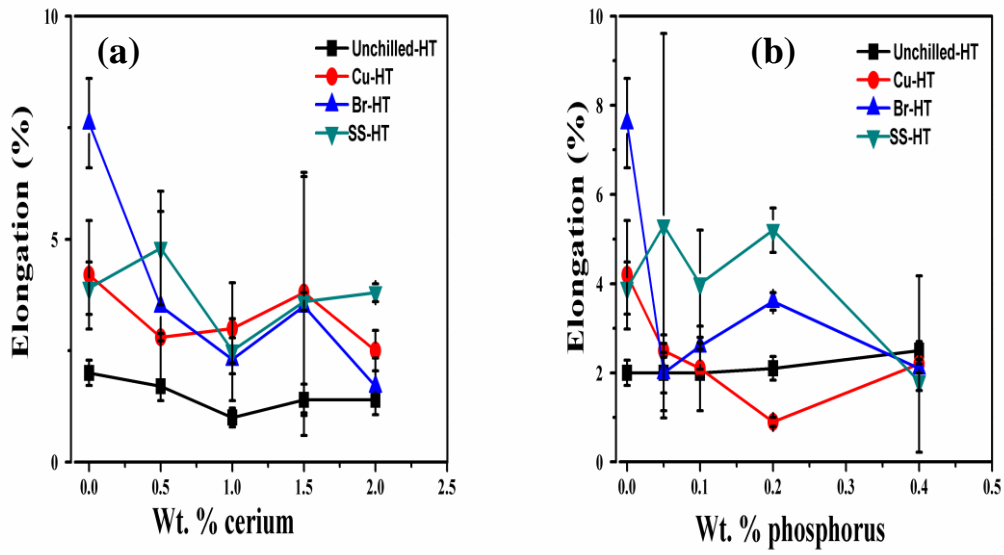 (a)
Unchilled-HT
Cu-HT
Br-HT
SS-HT
Elongation (%)
10
5
0
0.0 0.5 1.0 1.5 2.0 2.5
Wt. % cerium
(b)
Unchilled-HT
Cu-HT
Br-HT
SS-HT
Elongation (%)
10
8
6
4
2
0
0.0 0.1 0.2 0.3 0.4 0.5
Wt. % phosphorus